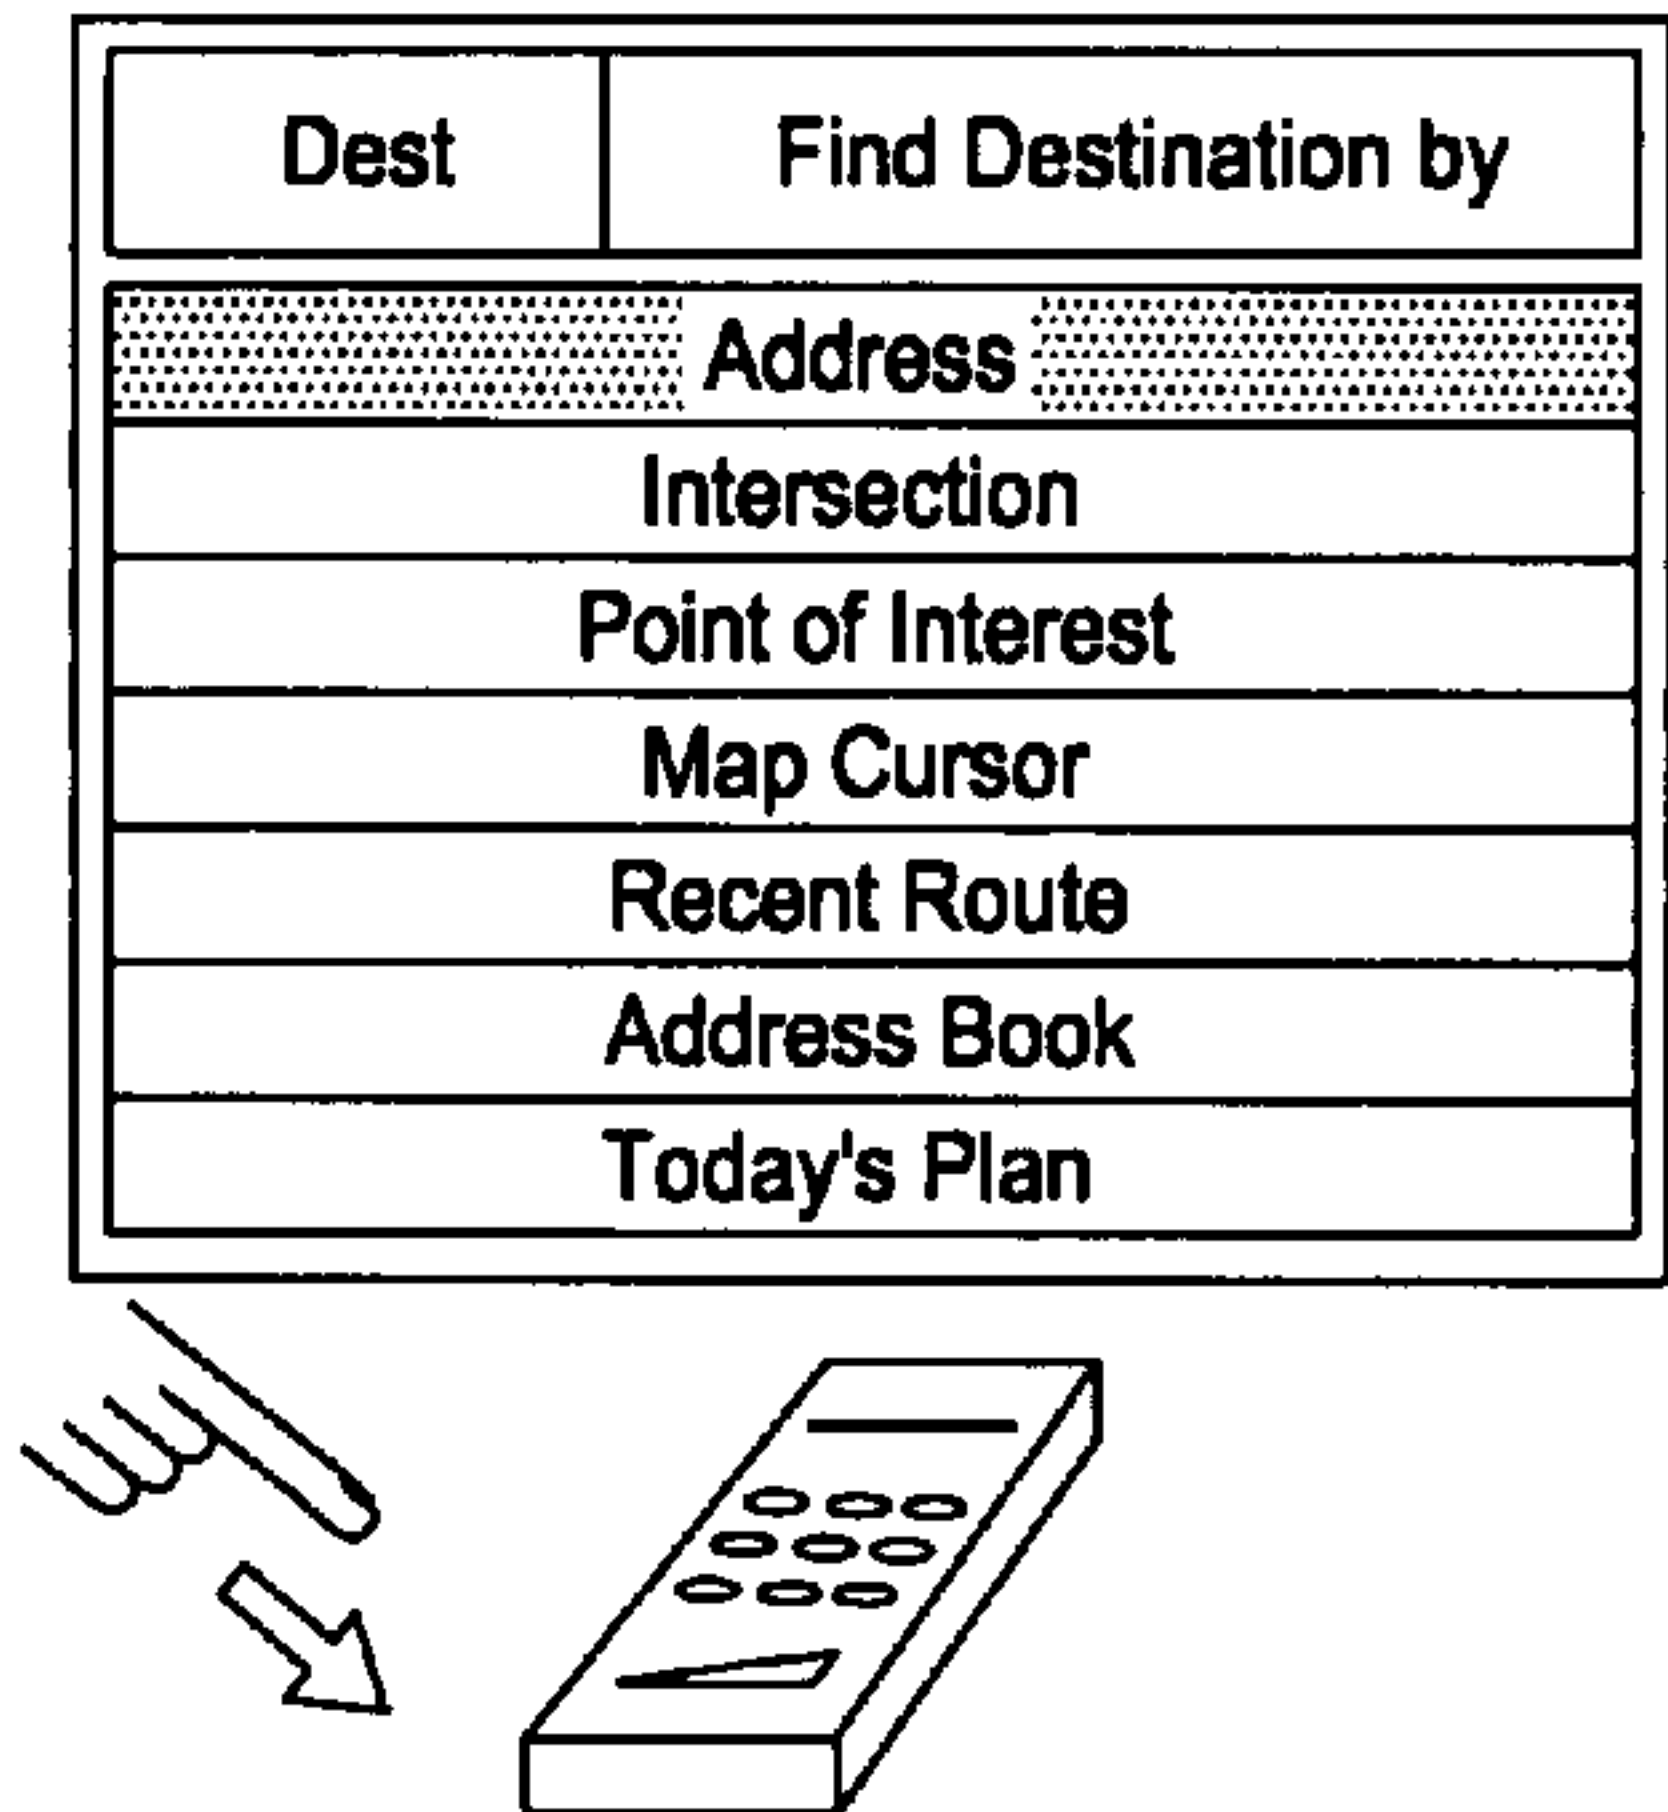 Dest Find Destination by
Address
Intersection
Point of Interest
Map Cursor
Recent Route
Address Book
Today's Plan